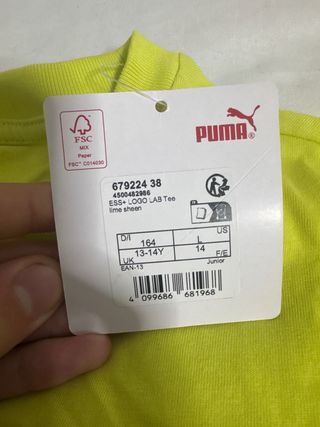 FSC
MIX
Paper
FSC™ C014030
PUMA
679224 38
4500482986
ESS+ LOGO LAB Tee
lime sheen
D/I 164 L US
UK 13-14Y 14 F/E
EAN-13 Junior
4 099686 681968